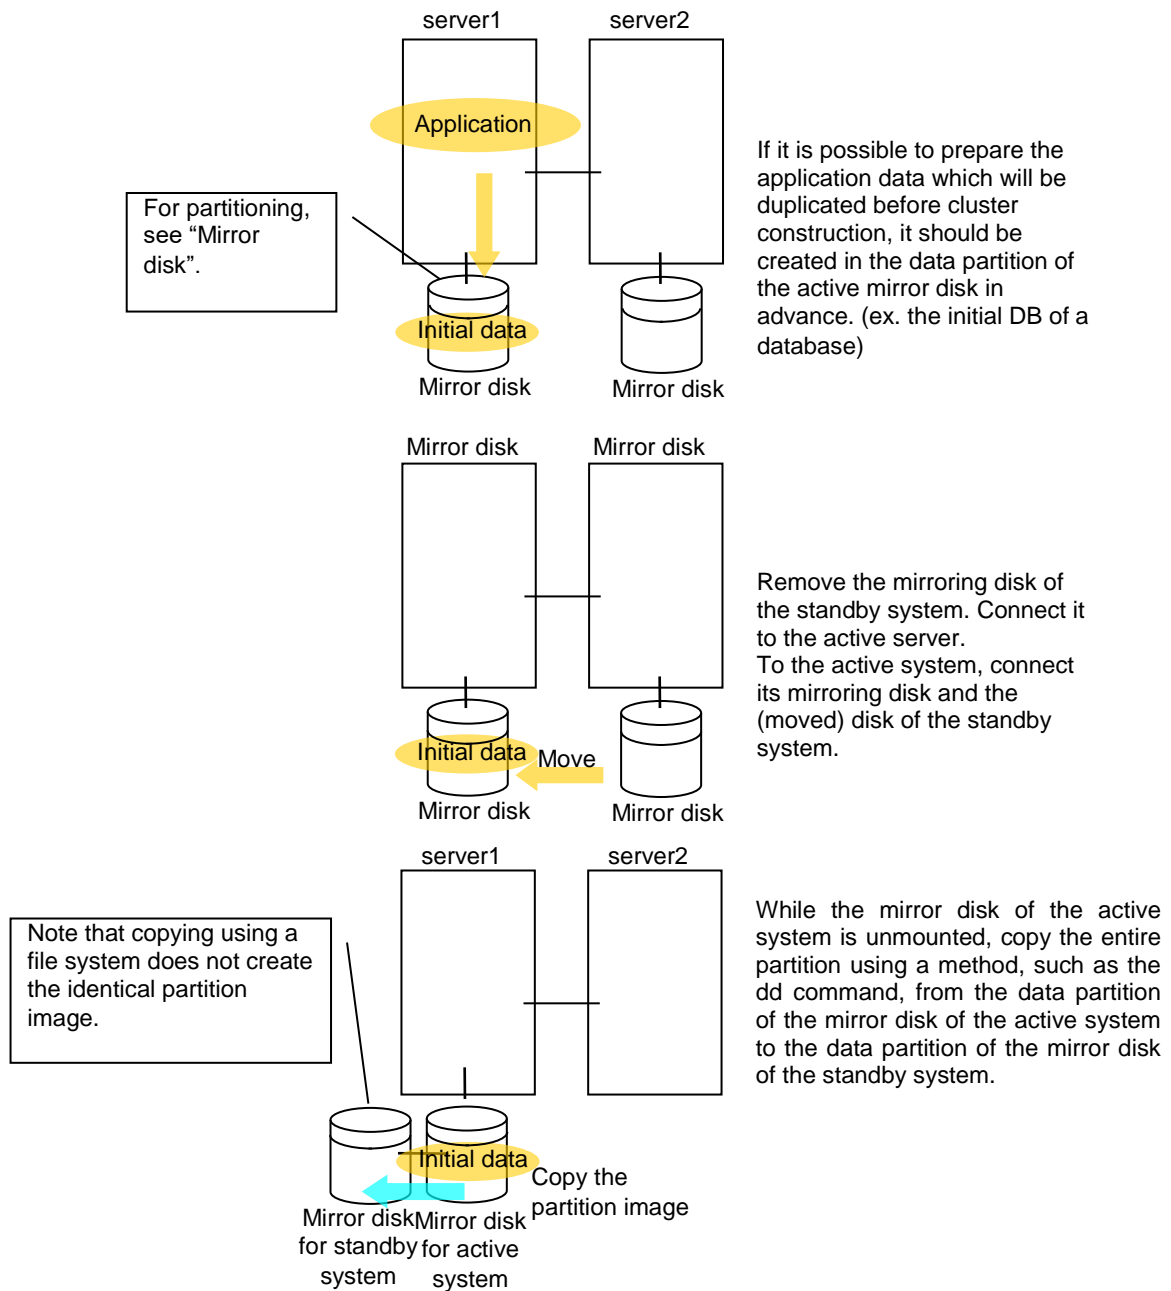 server1
server2
Application
For partitioning,
see “Mirror
disk”.
Initial data
Mirror disk
Mirror disk
If it is possible to prepare the
application data which will be
duplicated before cluster
construction, it should be
created in the data partition of
the active mirror disk in
advance. (ex. the initial DB of a
database)
Mirror disk
Mirror disk
Initial data
Move
Mirror disk
Mirror disk
Remove the mirroring disk of
the standby system. Connect it
to the active server.
To the active system, connect
its mirroring disk and the
(moved) disk of the standby
system.
server1
server2
Note that copying using a
file system does not create
the identical partition
image.
Initial data
Copy the
partition image
Mirror disk
for standby
system
Mirror disk
for active
system
While the mirror disk of the active
system is unmounted, copy the entire
partition using a method, such as the
dd command, from the data partition
of the mirror disk of the active system
to the data partition of the mirror disk
of the standby system.